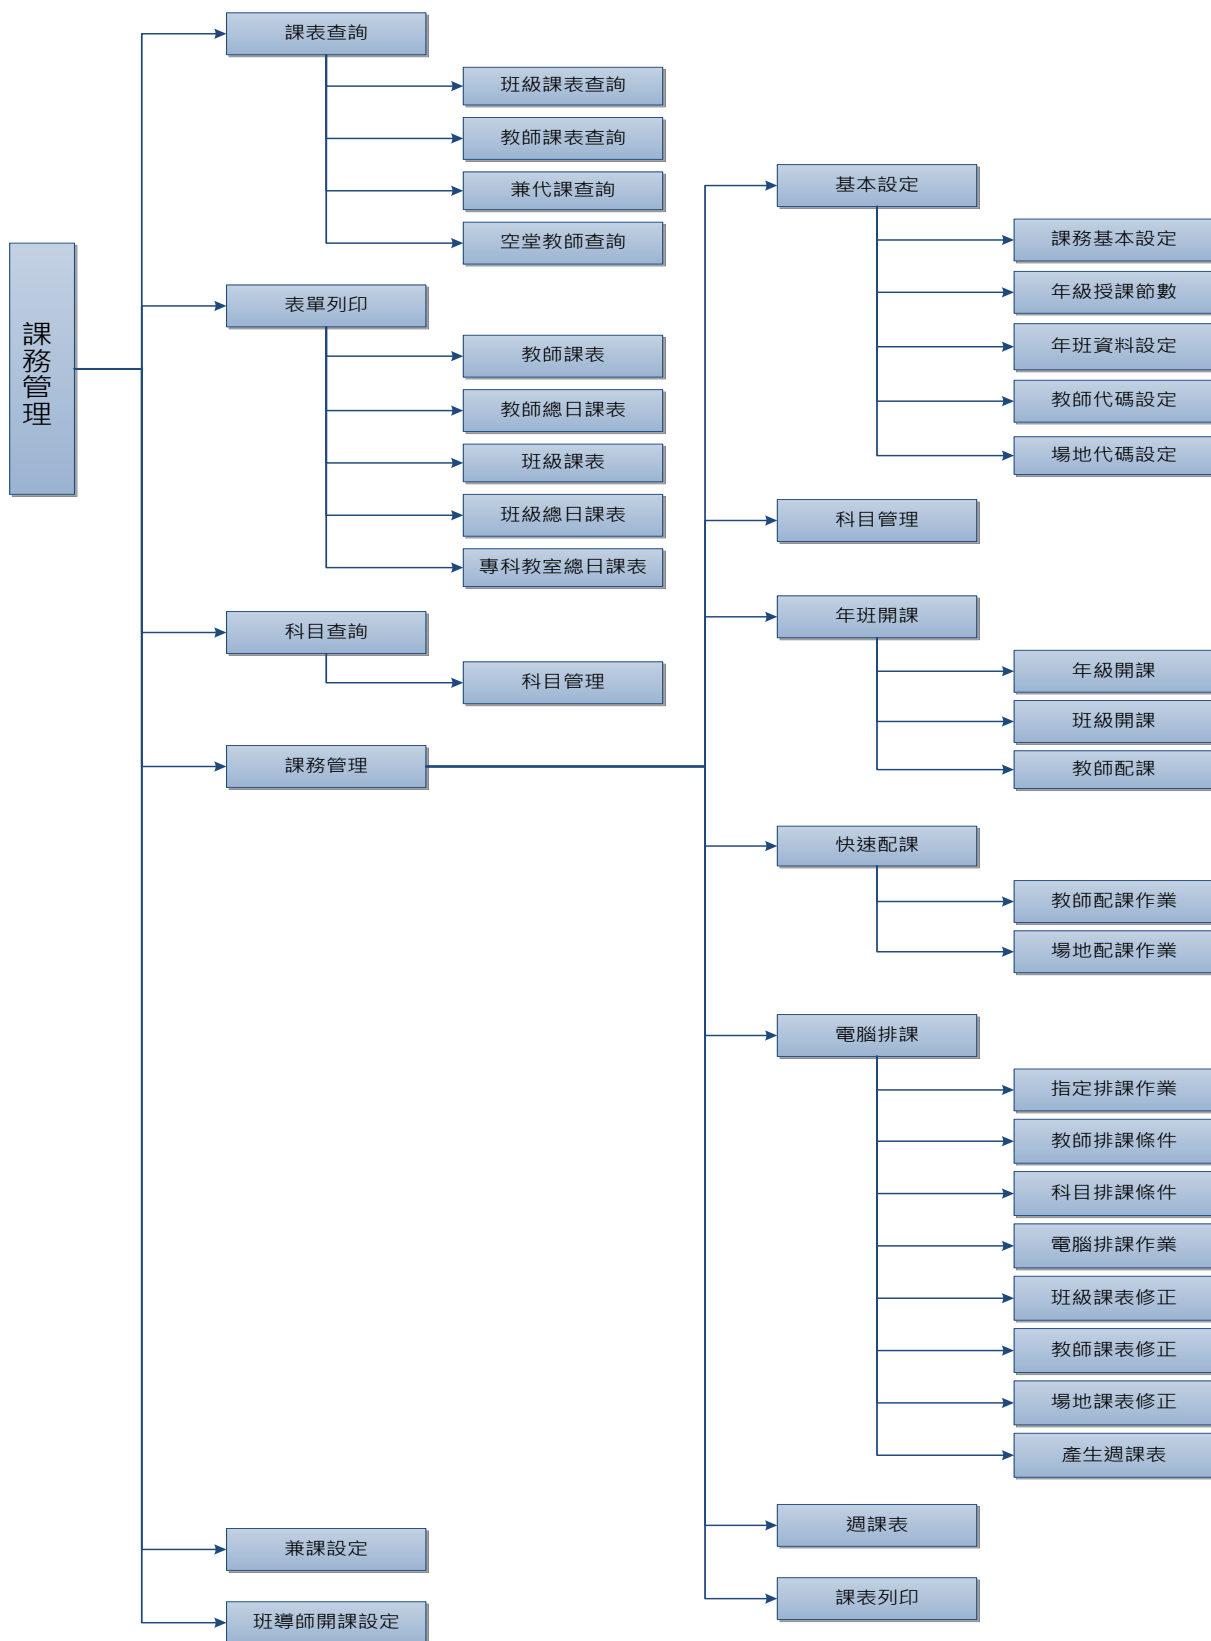 課務管理
課表查詢
班級課表查詢
教師課表查詢
兼代課查詢
空堂教師查詢
表單列印
教師課表
教師總日課表
班級課表
班級總日課表
專科教室總日課表
科目查詢
科目管理
課務管理
基本設定
課務基本設定
年級授課節數
年班資料設定
教師代碼設定
場地代碼設定
科目管理
年班開課
年級開課
班級開課
教師配課
快速配課
教師配課作業
場地配課作業
電腦排課
指定排課作業
教師排課條件
科目排課條件
電腦排課作業
班級課表修正
教師課表修正
場地課表修正
產生週課表
週課表
課表列印
兼課設定
班導師開課設定